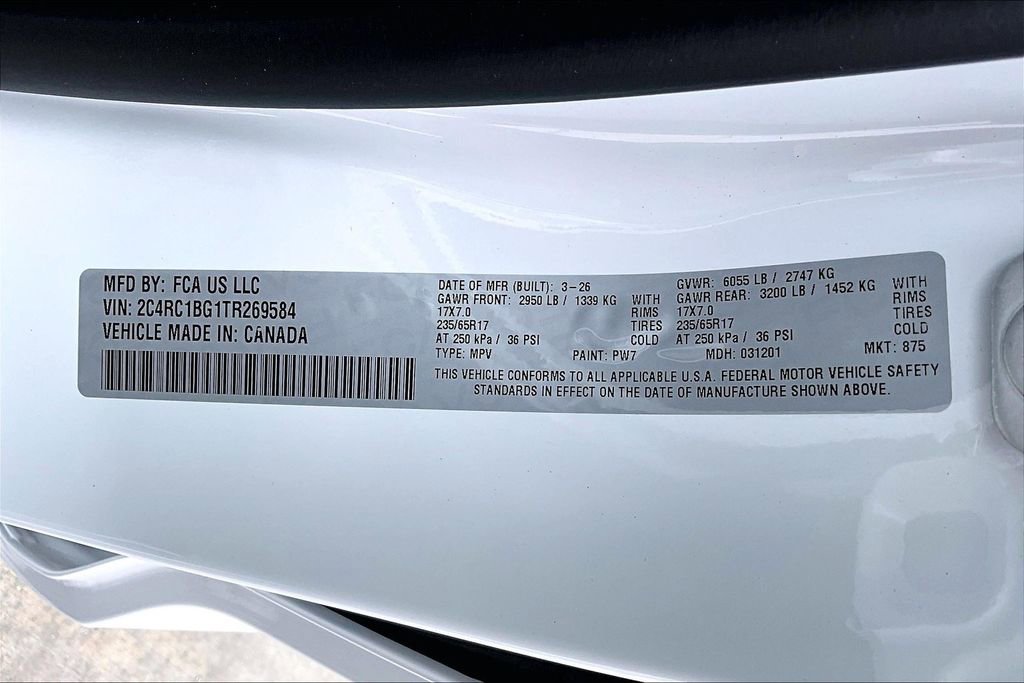 MFD BY: FCA US LLC
VIN: 2C4RC1BG1TR269584
VEHICLE MADE IN: CANADA
DATE OF MFR (BUILT): 3-26
GAWR FRONT: 2950 LB / 1339 KG WITH
17X7.0 RIMS
235/65R17 TIRES
AT 250 kPa / 36 PSI COLD
TYPE: MPV PAINT: PW7
GVWR: 6055 LB / 2747 KG
GAWR REAR: 3200 LB / 1452 KG WITH
17X7.0 RIMS
235/65R17 TIRES
AT 250 kPa / 36 PSI COLD
MDH: 031201 MKT: 875
THIS VEHICLE CONFORMS TO ALL APPLICABLE U.S.A. FEDERAL MOTOR VEHICLE SAFETY
STANDARDS IN EFFECT ON THE DATE OF MANUFACTURE SHOWN ABOVE.